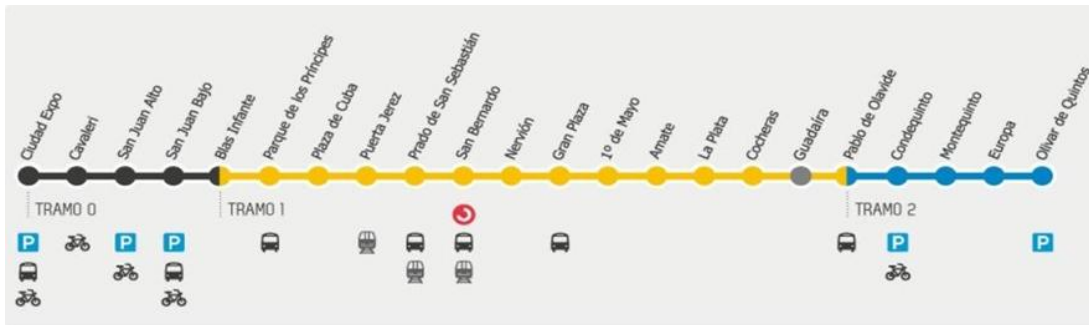 Ciudad Expo
Cavaleri
San Juan Alto
San Juan Bajo
Blas Infante
Parque de los Príncipes
Plaza de Cuba
Puerta Jerez
Prado de San Sebastián
San Bernardo
Nervión
Gran Plaza
1º de Mayo
Amate
La Plata
Cocheras
Guadaíra
Pablo de Olavide
Condequinto
Montequinto
Europa
Olivar de Quintos
TRAMO 0
TRAMO 1
TRAMO 2
P
P
P
P
P